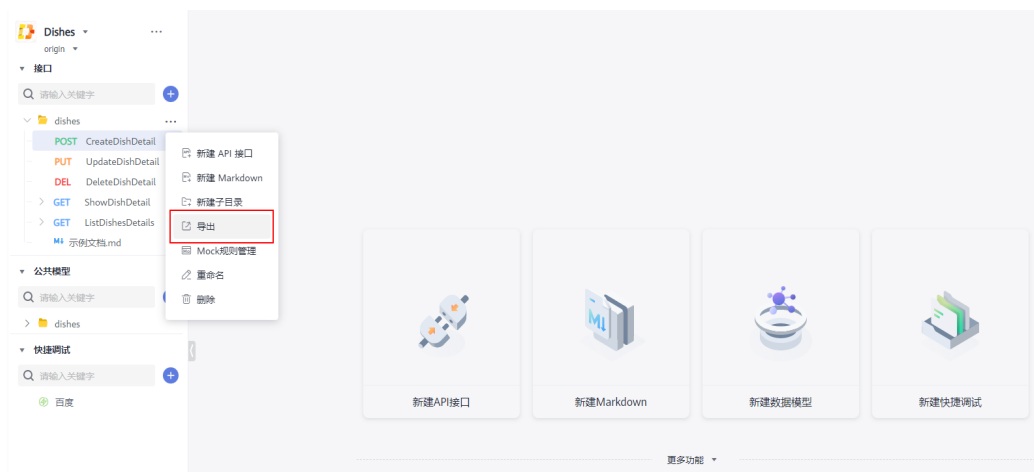 Dishes
origin
接口
请输入关键字
dishes
POST CreateDishDetail
PUT UpdateDishDetail
DEL DeleteDishDetail
GET ShowDishDetail
GET ListDishesDetails
M↓ 示例文档.md
新建 API 接口
新建 Markdown
新建子目录
导出
Mock规则管理
重命名
删除
公共模型
请输入关键字
dishes
快捷调试
请输入关键字
百度
新建API接口
新建Markdown
新建数据模型
新建快捷调试
更多功能